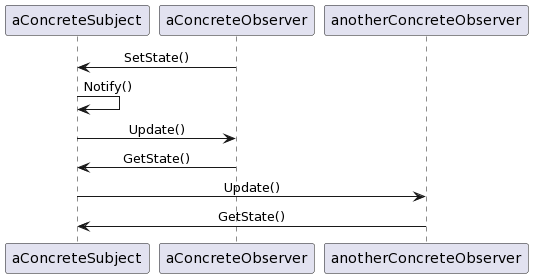 aConcreteSubject aConcreteObserver anotherConcreteObserver
SetState()
Notify()
Update()
GetState()
Update()
GetState()
aConcreteSubject aConcreteObserver anotherConcreteObserver